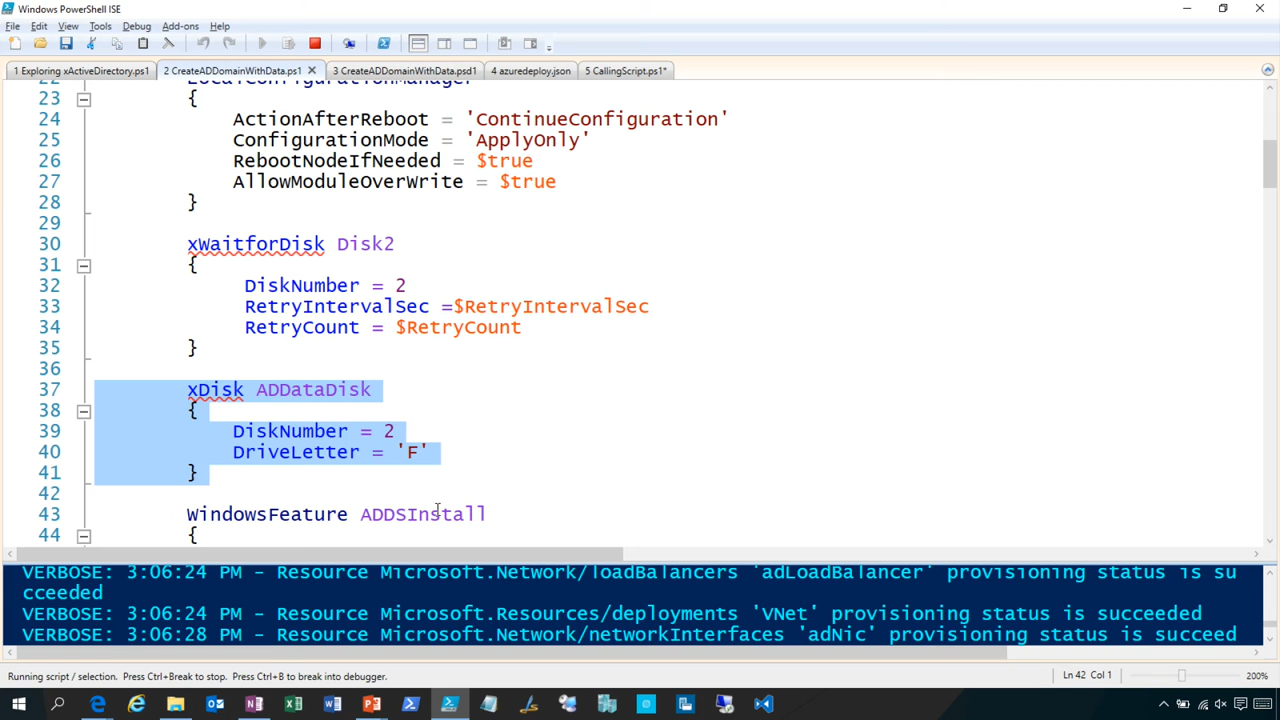 Windows PowerShell ISE
File Edit View Tools Debug Add-ons Help
1 Exploring xActiveDirectory.ps1 2 CreateADDomainWithData.ps1 3 CreateADDomainWithData.psd1 4 azuredeploy.json 5 CallingScript.ps1*
22 LocalConfigurationManager
23 {
24 ActionAfterReboot = 'ContinueConfiguration'
25 ConfigurationMode = 'ApplyOnly'
26 RebootNodeIfNeeded = $true
27 AllowModuleOverWrite = $true
28 }
29
30 xWaitforDisk Disk2
31 {
32 DiskNumber = 2
33 RetryIntervalSec =$RetryIntervalSec
34 RetryCount = $RetryCount
35 }
36
37 xDisk ADDataDisk
38 {
39 DiskNumber = 2
40 DriveLetter = 'F'
41 }
42
43 WindowsFeature ADDSInstall
44 {
VERBOSE: 3:06:24 PM - Resource Microsoft.Network/loadBalancers 'adLoadBalancer' provisioning status is su
cceeded
VERBOSE: 3:06:24 PM - Resource Microsoft.Resources/deployments 'VNet' provisioning status is succeeded
VERBOSE: 3:06:28 PM - Resource Microsoft.Network/networkInterfaces 'adNic' provisioning status is succeed
Running script / selection. Press Ctrl+Break to stop. Press Ctrl+B to break into debugger. Ln 42 Col 1 200%